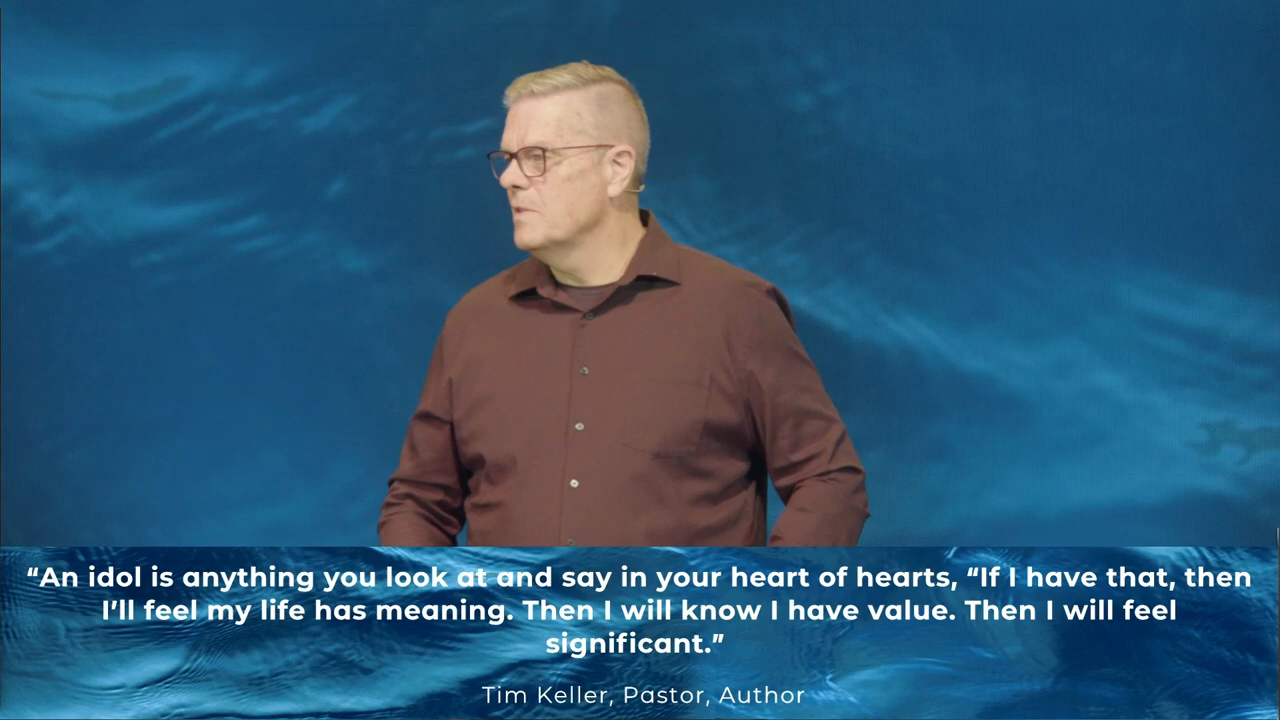 “An idol is anything you look at and say in your heart of hearts, “If I have that, then
I’ll feel my life has meaning. Then I will know I have value. Then I will feel
significant.”
Tim Keller, Pastor, Author